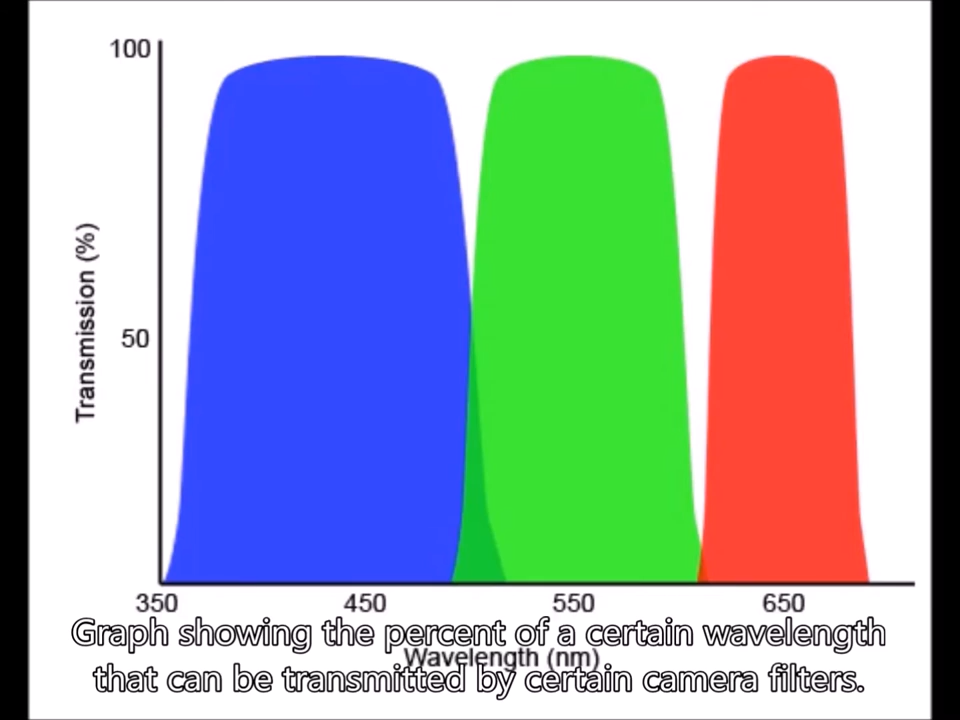 100
Transmission (%)
50
350 450 550 650
Wavelength (nm)
Graph showing the percent of a certain wavelength
that can be transmitted by certain camera filters.